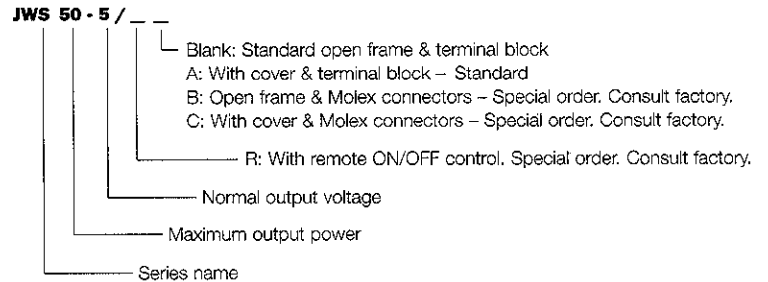 JWS 50 - 5 / _ _
Blank: Standard open frame & terminal block
A: With cover & terminal block – Standard
B: Open frame & Molex connectors – Special order. Consult factory.
C: With cover & Molex connectors – Special order. Consult factory.
R: With remote ON/OFF control. Special order. Consult factory.
Normal output voltage
Maximum output power
Series name